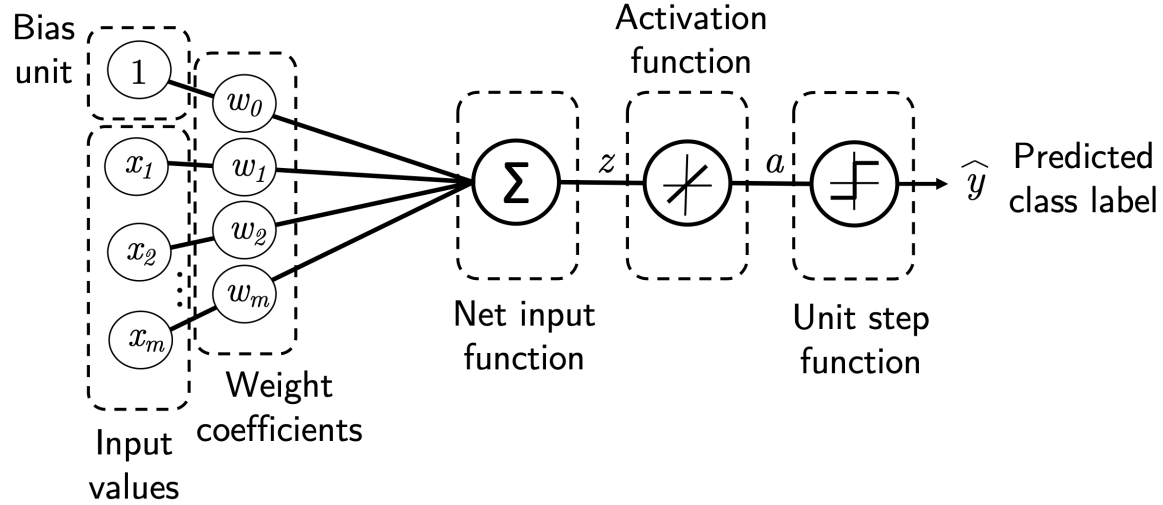 Bias
unit
1
x₁
x₂
⋮
xₘ
Input
values
w₀
w₁
w₂
wₘ
Weight
coefficients
Σ
Net input
function
z
Activation
function
a
Unit step
function
ŷ
Predicted
class label